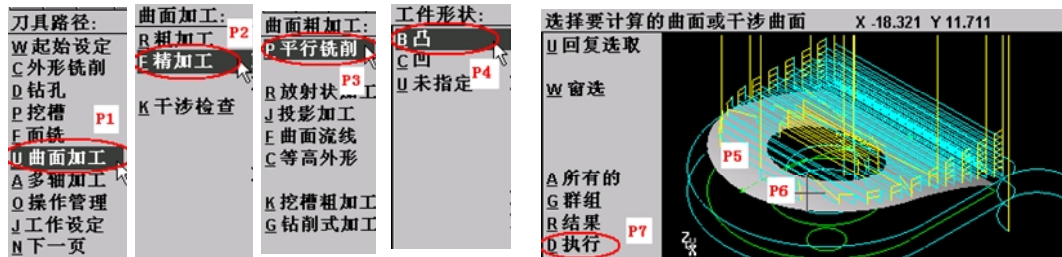 刀具路径:
W 起始设定
C 外形铣削
D 钻孔
P 挖槽
P1
F 面铣
U 曲面加工
A 多轴加工
O 操作管理
J 工作设定
N 下一页
曲面加工:
R 粗加工
P2
F 精加工
K 干涉检查
曲面粗加工:
P 平行铣削
P3
R 放射状加工
J 投影加工
F 曲面流线
C 等高外形
K 挖槽粗加工
G 钻削式加工
工件形状:
B 凸
C 凹
P4
U 未指定
选择要计算的曲面或干涉曲面 X -18.321 Y 11.711
U 回复选取
W 窗选
P5
P6
A 所有的
G 群组
R 结果
P7
D 执行
Z